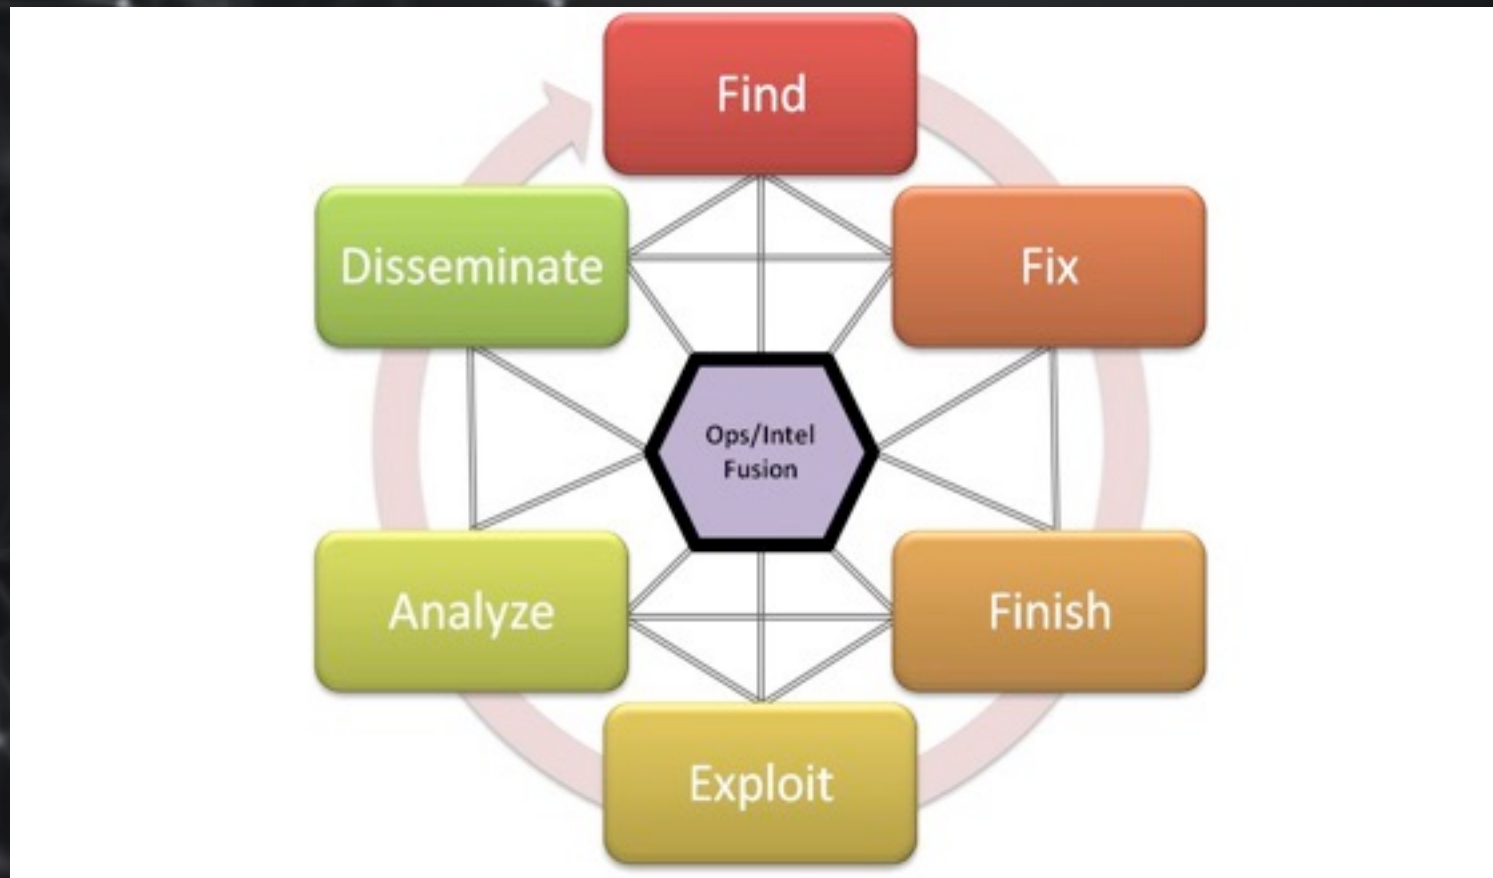 Find
Disseminate
Fix
Ops/Intel
Fusion
Analyze
Finish
Exploit